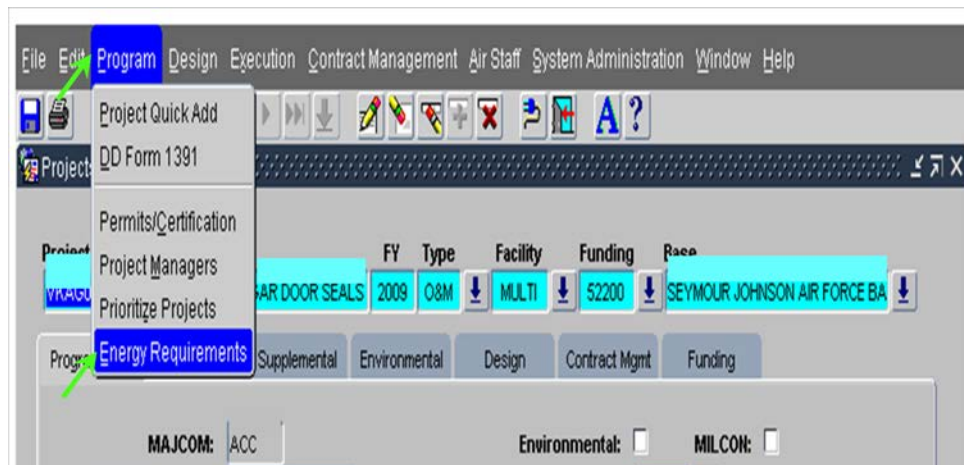 File Edit Program Design Execution Contract Management Air Staff System Administration Window Help
Project Quick Add
A ?
DD Form 1391
Projects
Permits/Certification
Project Managers
Prioritize Projects
Energy Requirements
Project FY Type Facility Funding Base
DOOR SEALS 2009 O&M MULTI 52200 SEYMOUR JOHNSON AIR FORCE BA
Supplemental Environmental Design Contract Mgmt Funding
MAJCOM: ACC Environmental: MILCON: